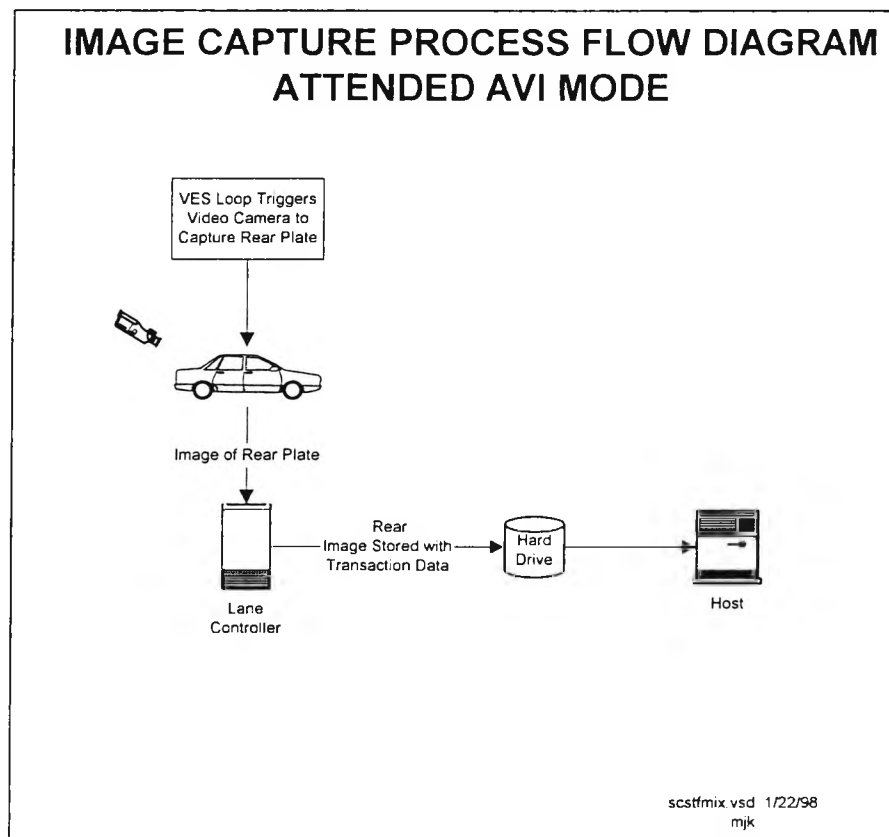 IMAGE CAPTURE PROCESS FLOW DIAGRAM
ATTENDED AVI MODE
VES Loop Triggers
Video Camera to
Capture Rear Plate
Image of Rear Plate
Rear
Image Stored with
Transaction Data
Hard
Drive
Lane
Controller
Host
scstfmix.vsd 1/22/98
mjk